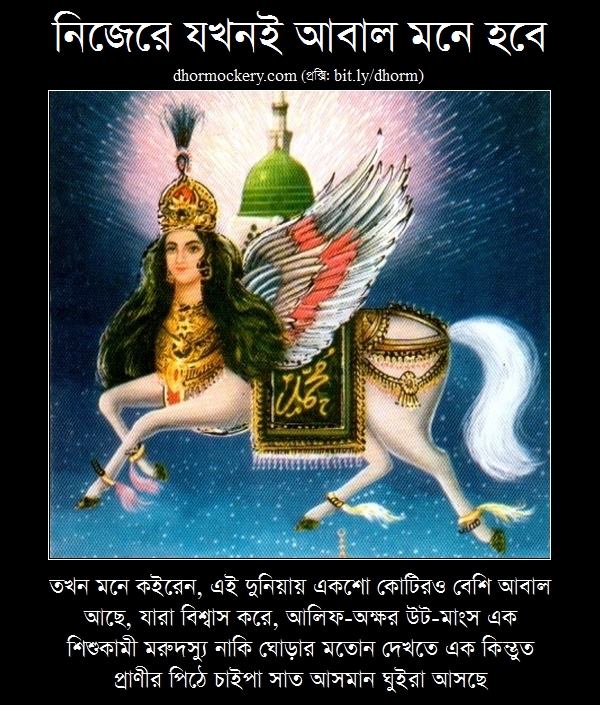 নিজেরে যখনই আবাল মনে হবে
dhormockery.com (প্রক্সি: bit.ly/dhorm)
محمد
তখন মনে কইরেন, এই দুনিয়ায় একশো কোটিরও বেশি আবাল
আছে, যারা বিশ্বাস করে, আলিফ-অক্ষর উট-মাংস এক
শিশুকামী মরুদস্যু নাকি ঘোড়ার মতোন দেখতে এক কিম্ভুত
প্রাণীর পিঠে চাইপা সাত আসমান ঘুইরা আসছে